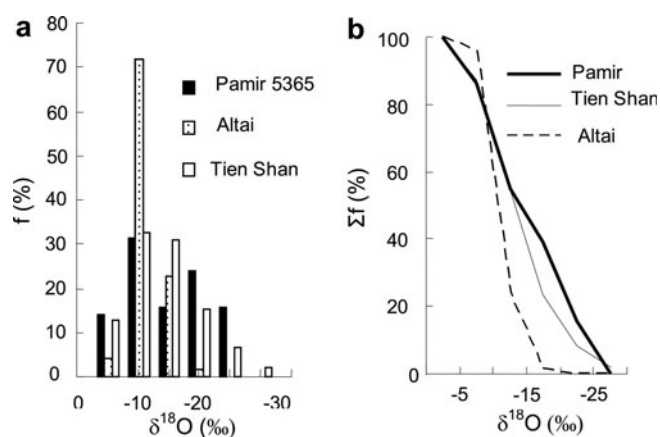 a
80
70
60
50
40
30
20
10
0
f (%)
Pamir 5365
Altai
Tien Shan
0 -10 -20 -30
δ18O (‰)
b
100
80
60
40
20
0
Σf (%)
Pamir
Tien Shan
Altai
-5 -15 -25
δ18O (‰)